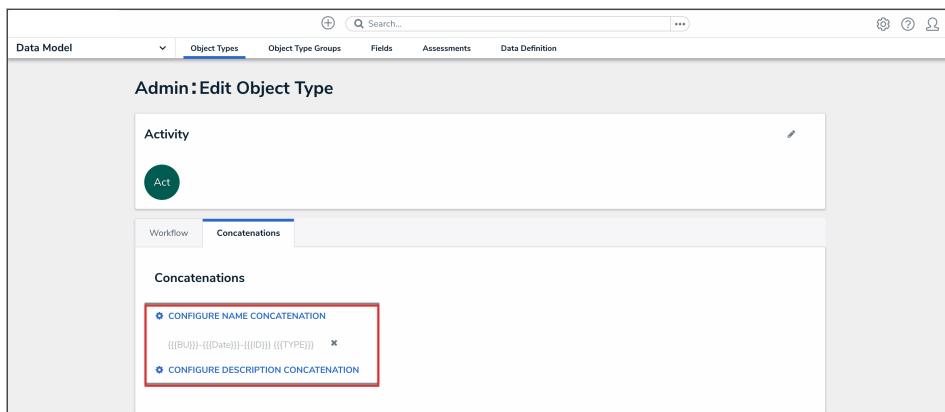 Search...
Data Model
Object Types Object Type Groups Fields Assessments Data Definition
Admin:Edit Object Type
Activity
Act
Workflow Concatenations
Concatenations
CONFIGURE NAME CONCATENATION
{{{BU}}}-{{{Date}}}-{{{ID}}} {{{TYPE}}}
CONFIGURE DESCRIPTION CONCATENATION